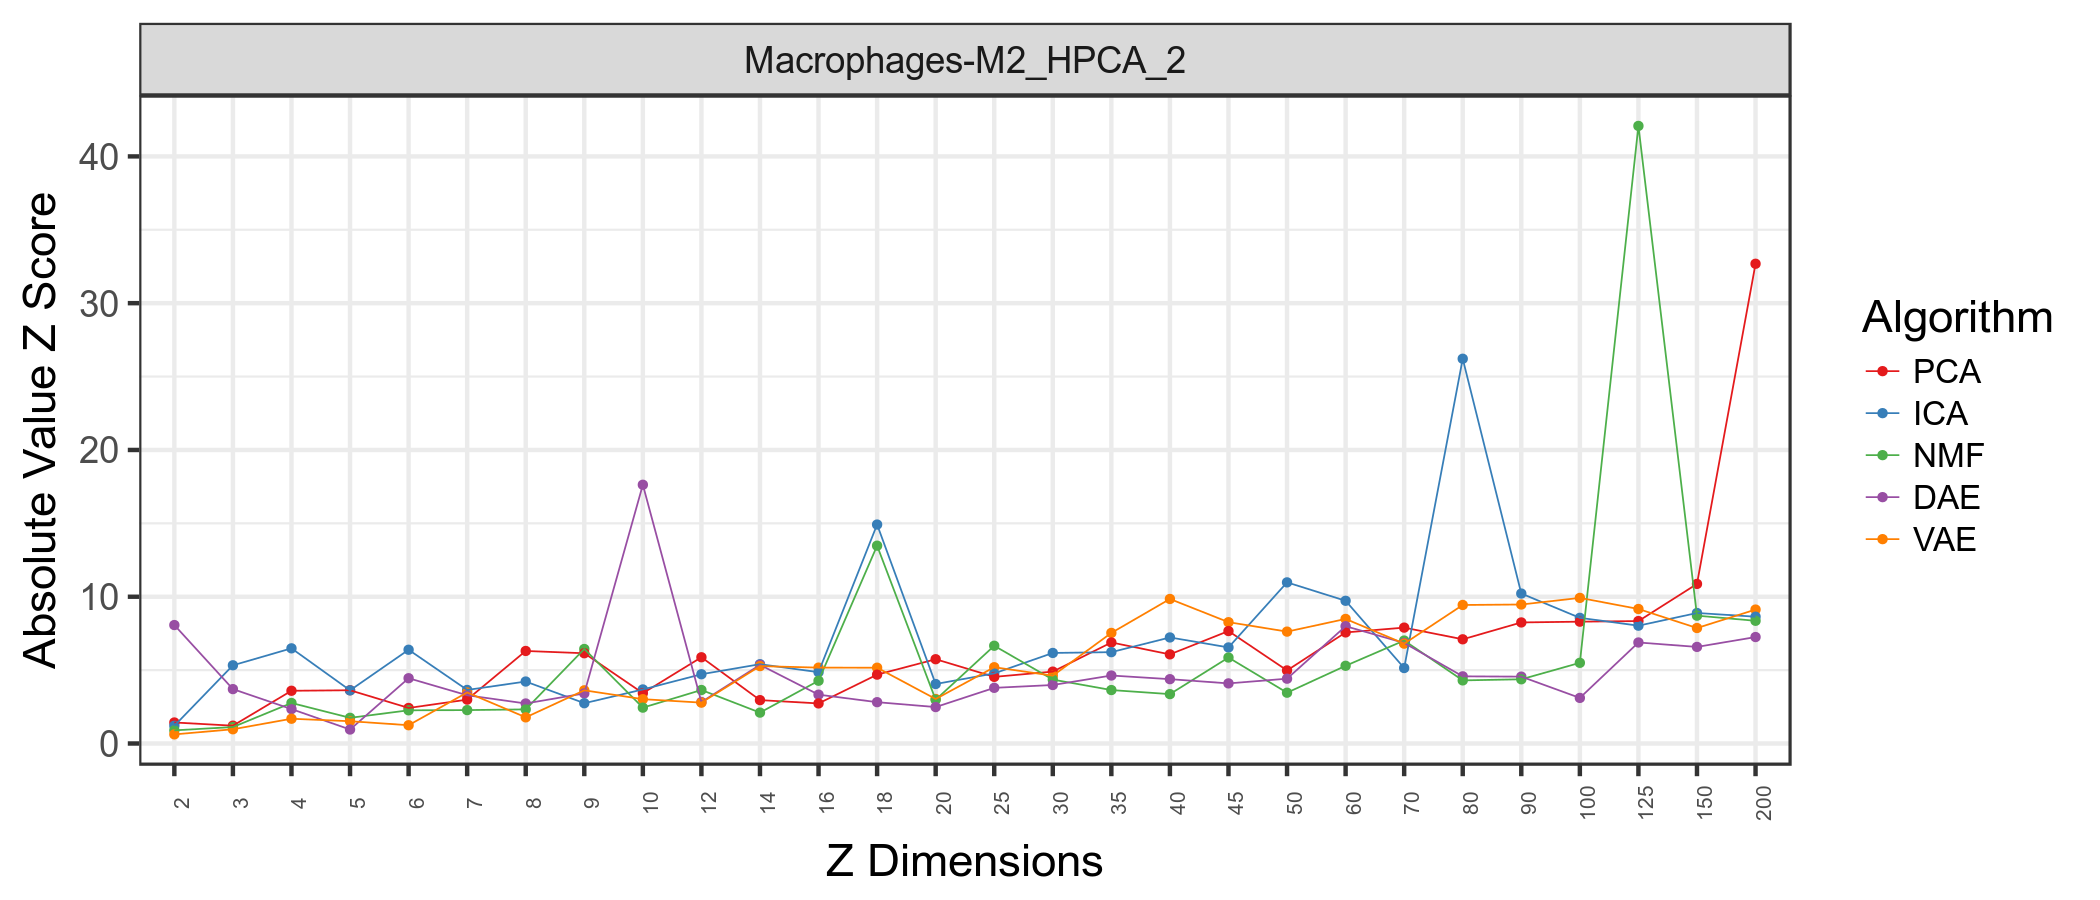 Macrophages-M2_HPCA_2
Absolute Value Z Score
40
30
20
10
0
2 3 4 5 6 7 8 9 10 12 14 16 18 20 25 30 35 40 45 50 60 70 80 90 100 125 150 200
Z Dimensions
Algorithm
PCA
ICA
NMF
DAE
VAE